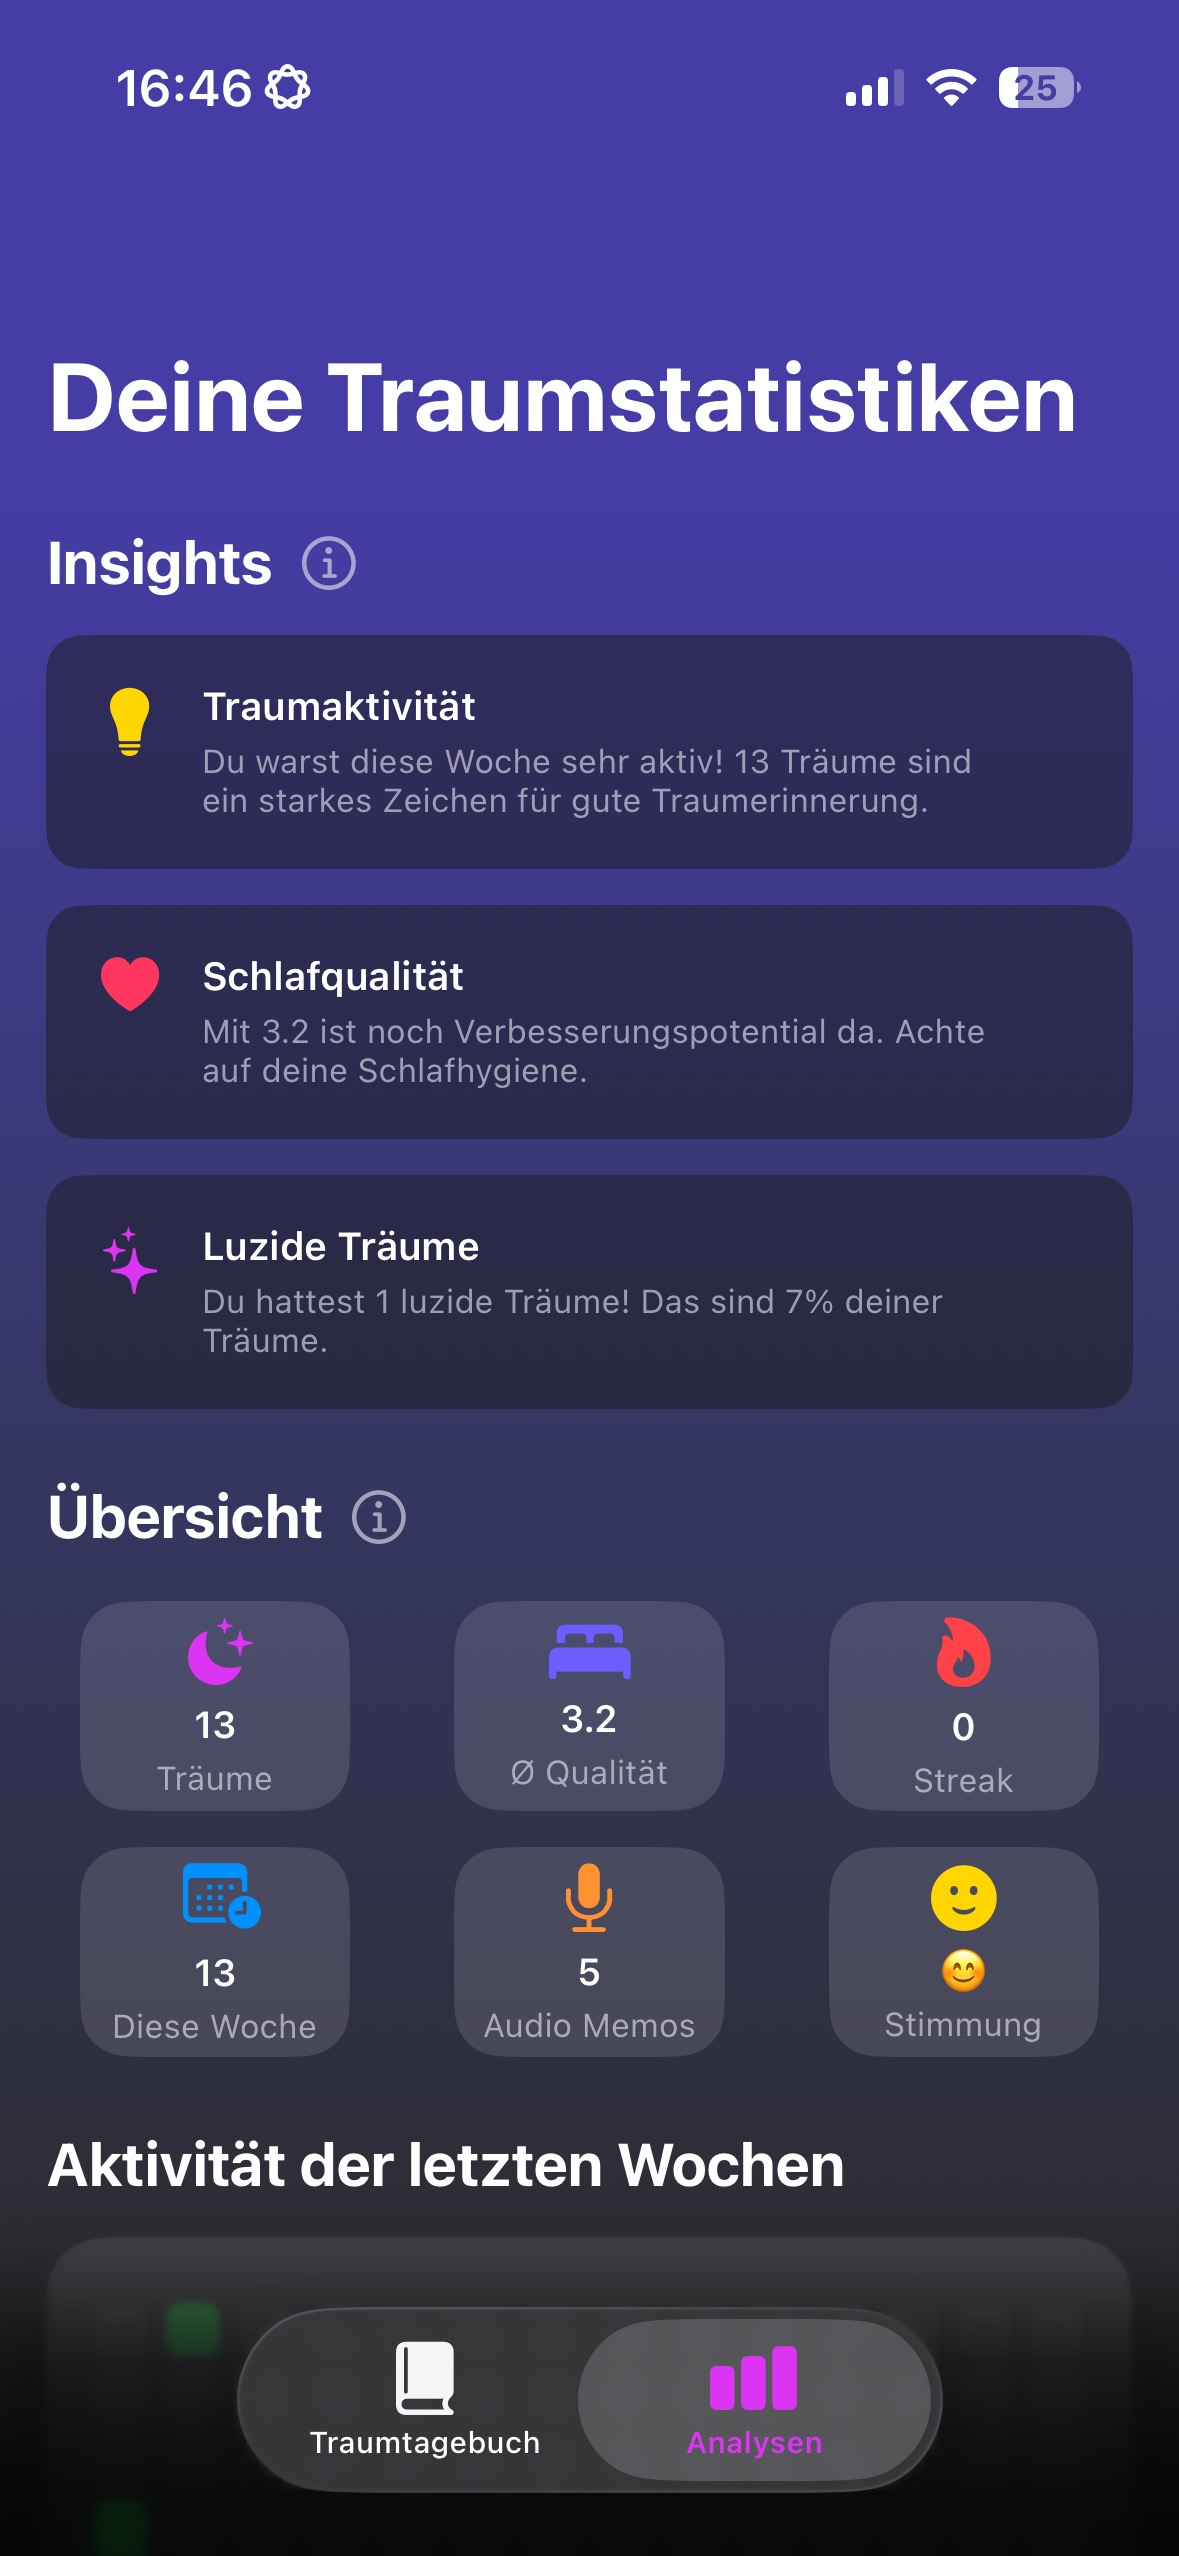 16:46
25
Deine Traumstatistiken
Insights
Traumaktivität
Du warst diese Woche sehr aktiv! 13 Träume sind
ein starkes Zeichen für gute Traumerinnerung.
Schlafqualität
Mit 3.2 ist noch Verbesserungspotential da. Achte
auf deine Schlafhygiene.
Luzide Träume
Du hattest 1 luzide Träume! Das sind 7% deiner
Träume.
Übersicht
13
Träume
3.2
Ø Qualität
0
Streak
13
Diese Woche
5
Audio Memos
😊
Stimmung
Aktivität der letzten Wochen
Traumtagebuch
Analysen